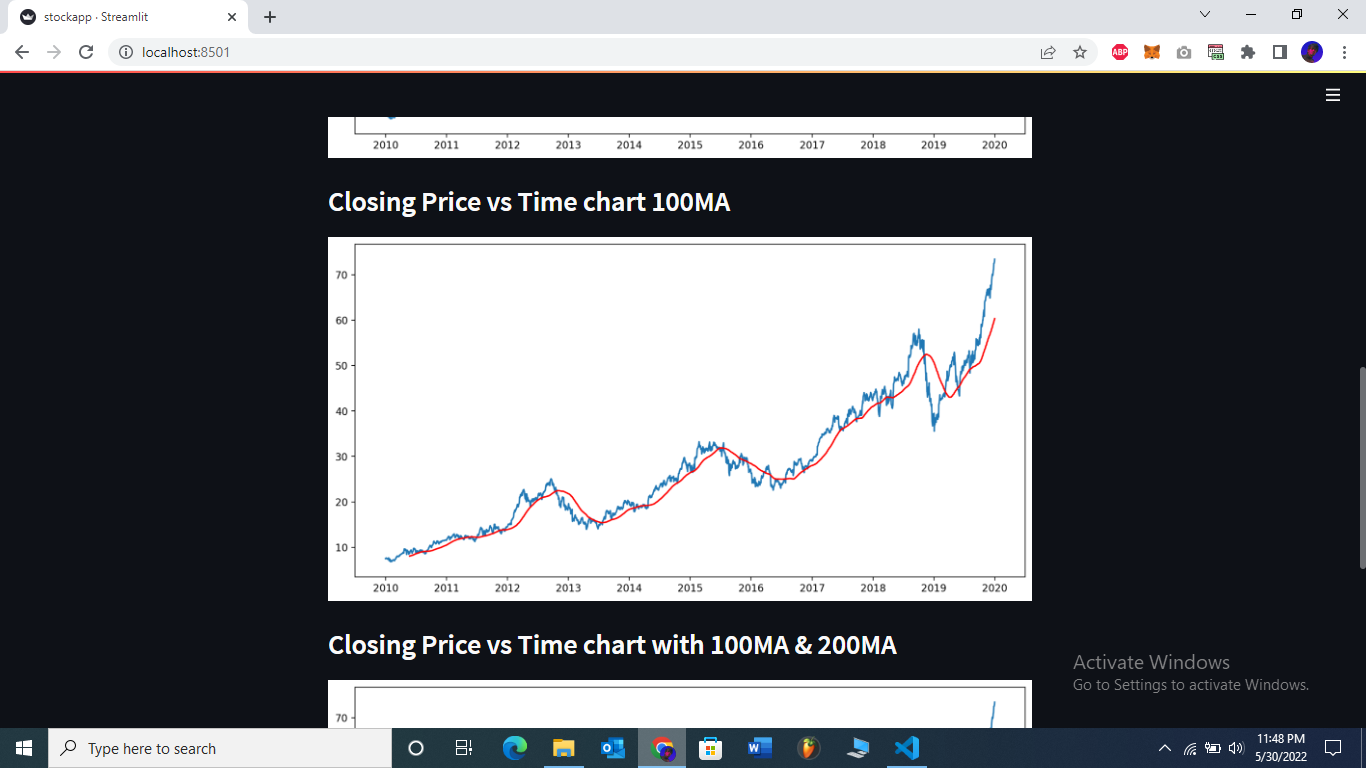 stockapp · Streamlit
localhost:8501
ABP
2010 2011 2012 2013 2014 2015 2016 2017 2018 2019 2020
Closing Price vs Time chart 100MA
70
60
50
40
30
20
10
2010 2011 2012 2013 2014 2015 2016 2017 2018 2019 2020
Closing Price vs Time chart with 100MA & 200MA
70
Activate Windows
Go to Settings to activate Windows.
Type here to search
11:48 PM
5/30/2022